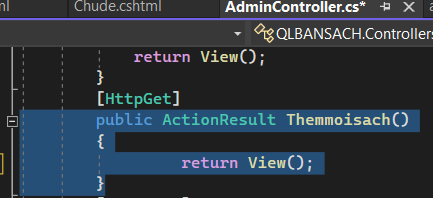 Chude.cshtml
AdminController.cs*
QLBANSACH.Controllers
return View();
}
[HttpGet]
public ActionResult Themmoisach()
{
return View();
}